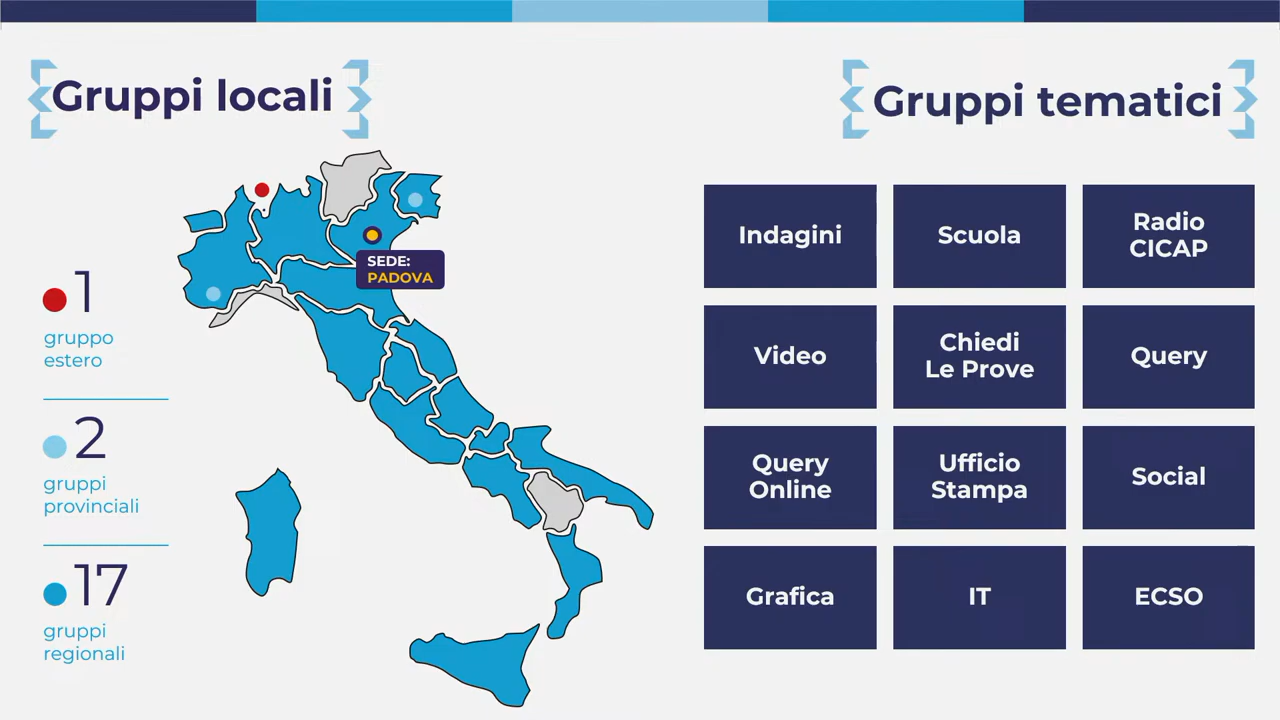 Gruppi locali
1
gruppo
estero
2
gruppi
provinciali
17
gruppi
regionali
SEDE:
PADOVA
Gruppi tematici
Indagini
Scuola
Radio
CICAP
Video
Chiedi
Le Prove
Query
Query
Online
Ufficio
Stampa
Social
Grafica
IT
ECSO